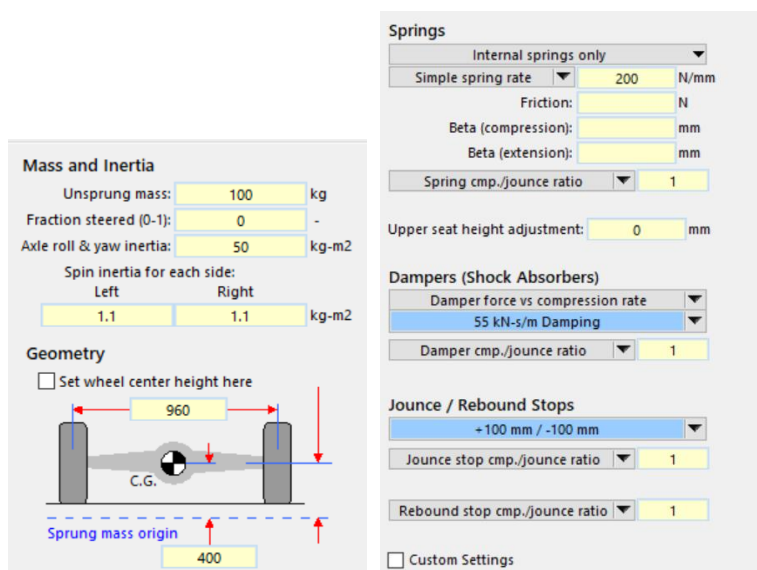 Mass and Inertia
Unsprung mass: 100 kg
Fraction steered (0-1): 0 -
Axle roll & yaw inertia: 50 kg-m2
Spin inertia for each side:
Left Right
1.1 1.1 kg-m2
Geometry
Set wheel center height here
960
C.G.
Sprung mass origin
400
Springs
Internal springs only
Simple spring rate 200 N/mm
Friction: N
Beta (compression): mm
Beta (extension): mm
Spring cmp./jounce ratio 1
Upper seat height adjustment: 0 mm
Dampers (Shock Absorbers)
Damper force vs compression rate
55 kN-s/m Damping
Damper cmp./jounce ratio 1
Jounce / Rebound Stops
+100 mm / -100 mm
Jounce stop cmp./jounce ratio 1
Rebound stop cmp./jounce ratio 1
Custom Settings